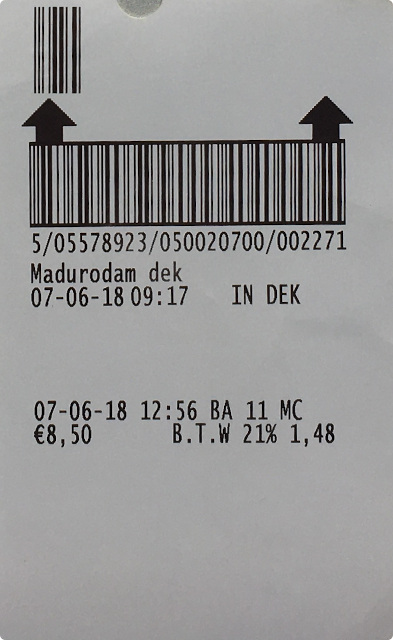 5/05578923/050020700/002271
Madurodam dek
07-06-18 09:17 IN DEK
07-06-18 12:56 BA 11 MC
€8,50 B.T.W 21% 1,48